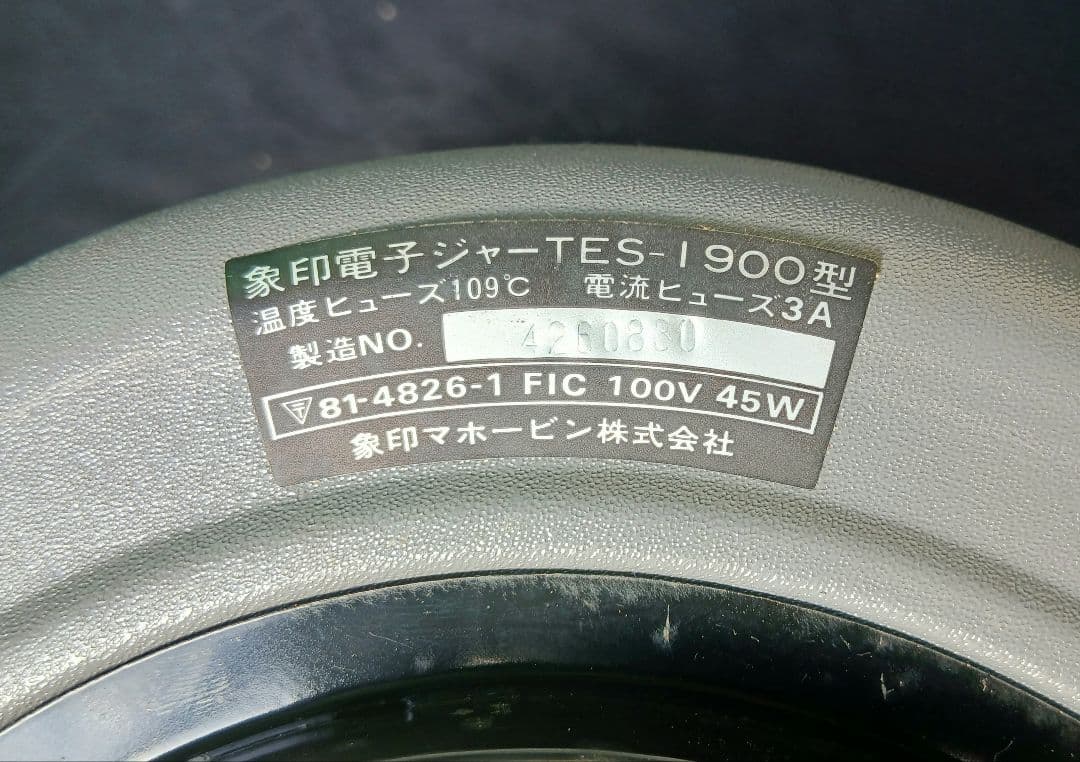 象印電子ジャーTES-1900型
温度ヒューズ109℃ 電流ヒューズ3A
製造NO. 4260880
81-4826-1 FIC 100V 45W
象印マホービン株式会社